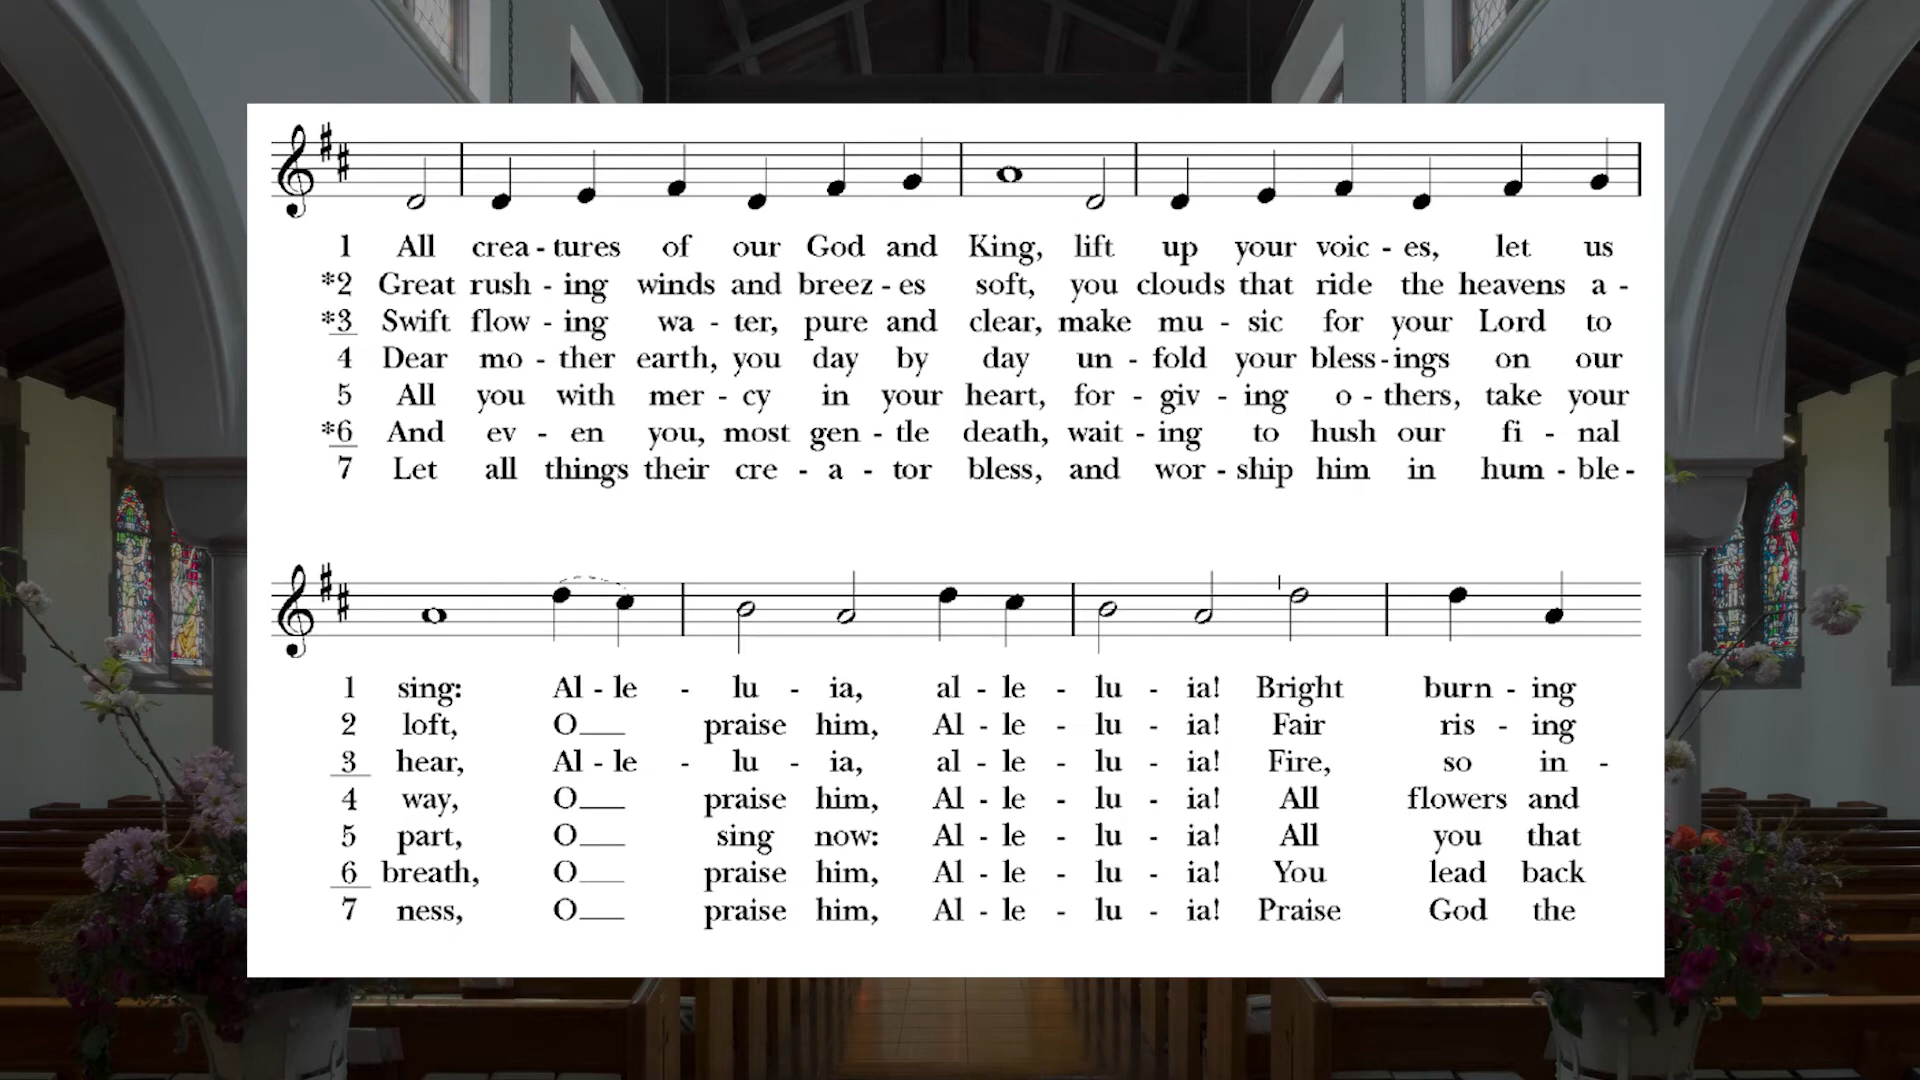 1 All crea - tures of our God and King, lift up your voic - es, let us
*2 Great rush - ing winds and breez - es soft, you clouds that ride the heavens a -
*3 Swift flow - ing wa - ter, pure and clear, make mu - sic for your Lord to
4 Dear mo - ther earth, you day by day un - fold your bless - ings on our
5 All you with mer - cy in your heart, for - giv - ing o - thers, take your
*6 And ev - en you, most gen - tle death, wait - ing to hush our fi - nal
7 Let all things their cre - a - tor bless, and wor - ship him in hum - ble -
1 sing: Al - le - lu - ia, al - le - lu - ia! Bright burn - ing
2 loft, O praise him, Al - le - lu - ia! Fair ris - ing
3 hear, Al - le - lu - ia, al - le - lu - ia! Fire, so in -
4 way, O praise him, Al - le - lu - ia! All flowers and
5 part, O sing now: Al - le - lu - ia! All you that
6 breath, O praise him, Al - le - lu - ia! You lead back
7 ness, O praise him, Al - le - lu - ia! Praise God the